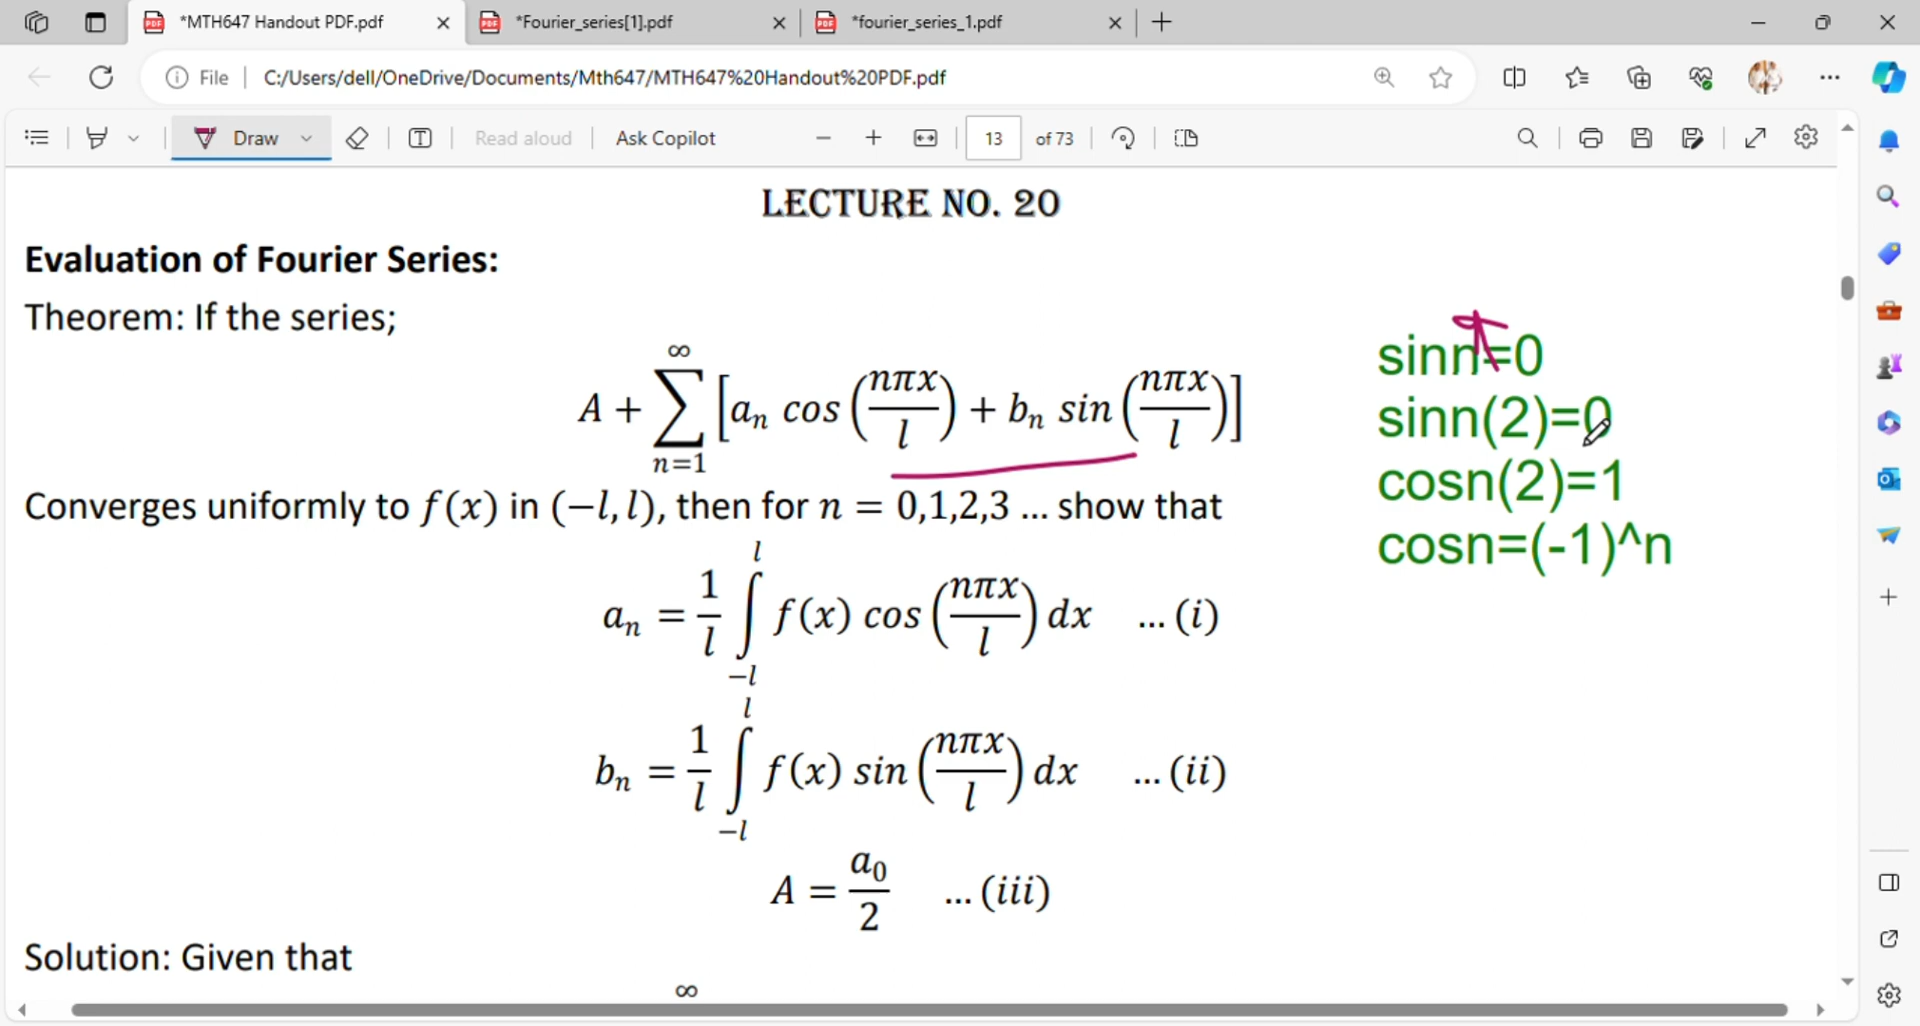 *MTH647 Handout PDF.pdf
*Fourier_series[1].pdf
*fourier_series_1.pdf
File
C:/Users/dell/OneDrive/Documents/Mth647/MTH647%20Handout%20PDF.pdf
Draw
Read aloud
Ask Copilot
13 of 73
LECTURE NO. 20
Evaluation of Fourier Series:
Theorem: If the series;
A + ∑_{n=1}^{∞} [a_n cos (nπx/l) + b_n sin (nπx/l)]
sinn=0
sinn(2)=0
cosn(2)=1
cosn=(-1)^n
Converges uniformly to f(x) in (−l, l), then for n = 0,1,2,3 ... show that
a_n = 1/l ∫_{−l}^{l} f(x) cos (nπx/l) dx ... (i)
b_n = 1/l ∫_{−l}^{l} f(x) sin (nπx/l) dx ... (ii)
A = a_0/2 ... (iii)
Solution: Given that
∞